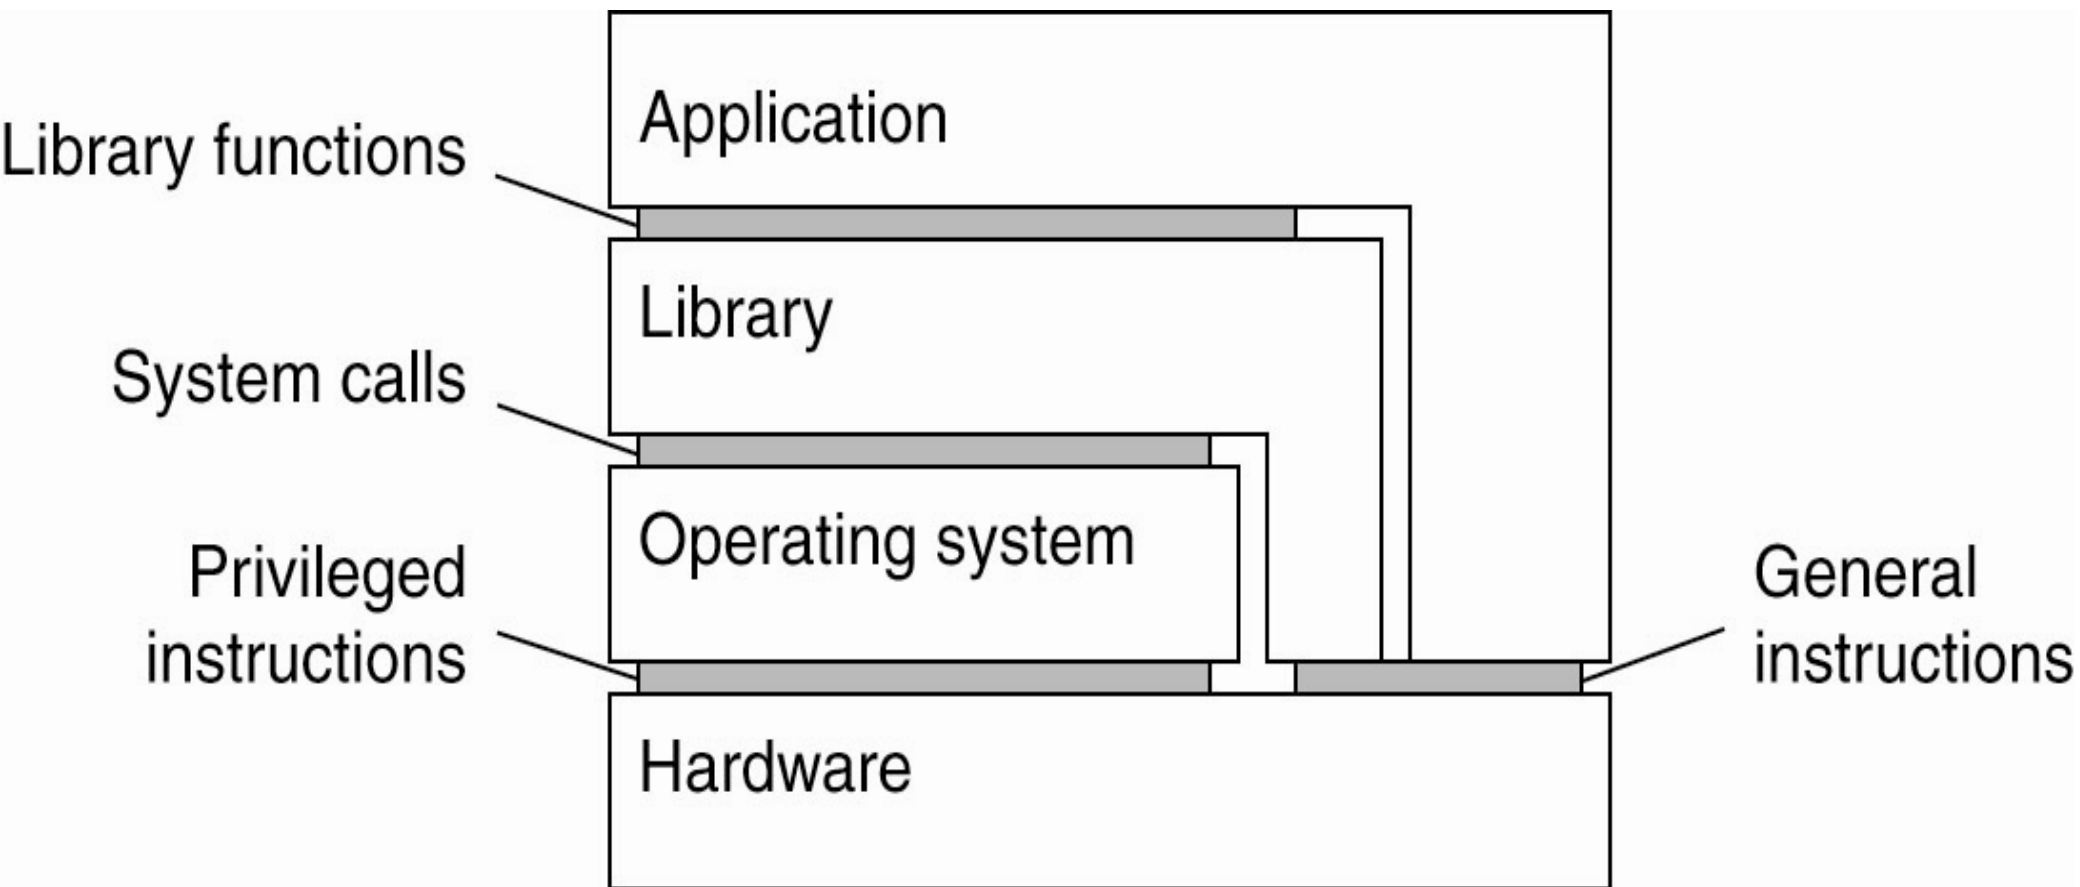 Application
Library functions
Library
System calls
Operating system
Privileged
instructions
General
instructions
Hardware